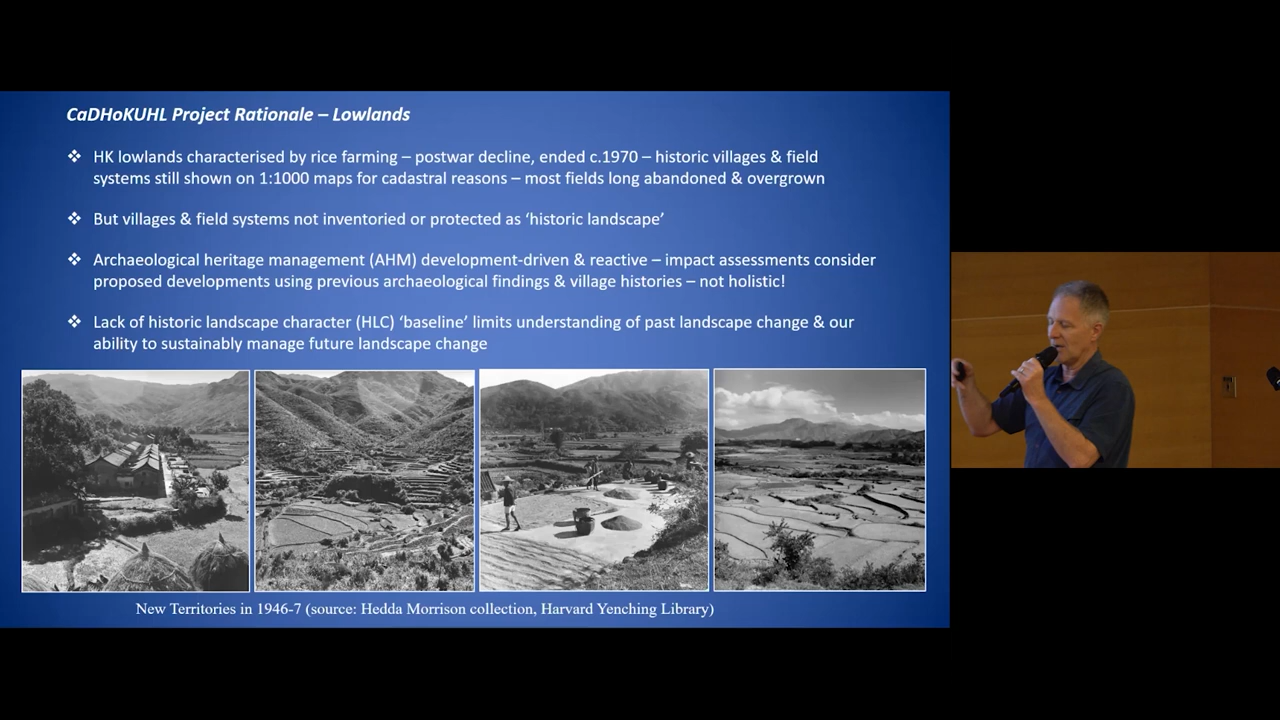 CaDHoKUHL Project Rationale – Lowlands
❖ HK lowlands characterised by rice farming – postwar decline, ended c.1970 – historic villages & field
systems still shown on 1:1000 maps for cadastral reasons – most fields long abandoned & overgrown
❖ But villages & field systems not inventoried or protected as ‘historic landscape’
❖ Archaeological heritage management (AHM) development-driven & reactive – impact assessments consider
proposed developments using previous archaeological findings & village histories – not holistic!
❖ Lack of historic landscape character (HLC) ‘baseline’ limits understanding of past landscape change & our
ability to sustainably manage future landscape change
New Territories in 1946-7 (source: Hedda Morrison collection, Harvard Yenching Library)